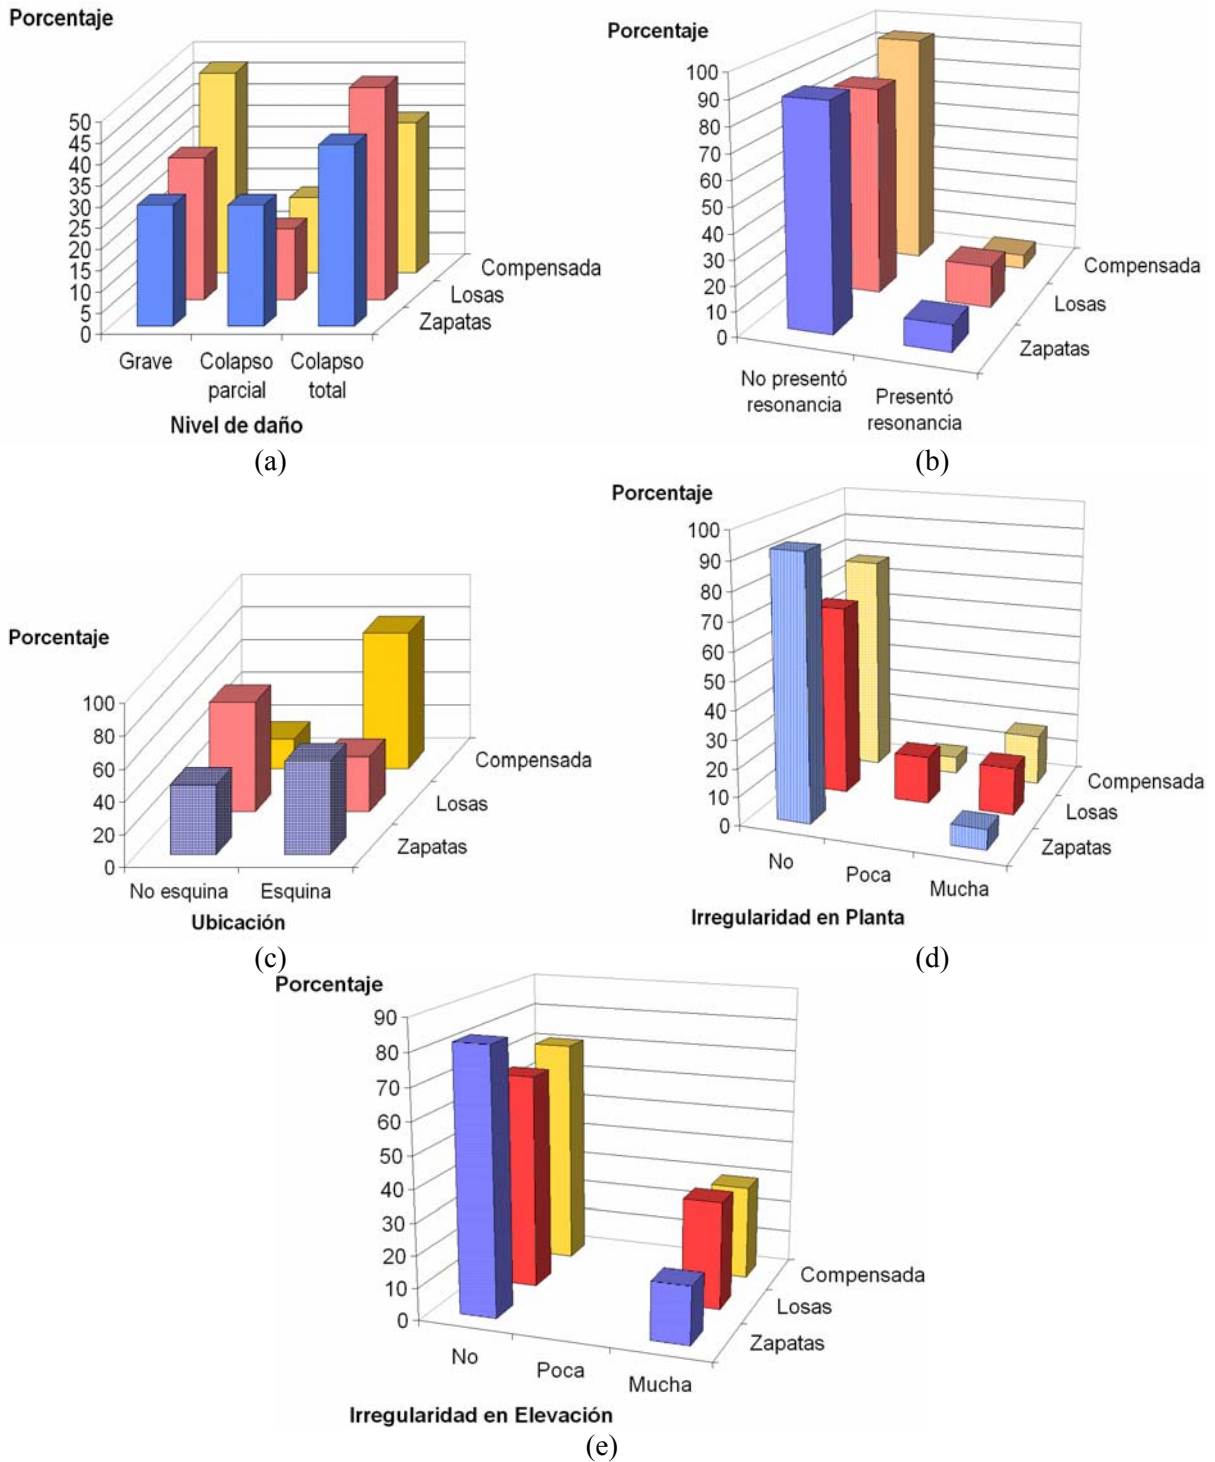 Porcentaje
50
45
40
35
30
25
20
15
10
5
0
Grave
Colapso
parcial
Colapso
total
Zapatas
Losas
Compensada
Nivel de daño
(a)
Porcentaje
100
90
80
70
60
50
40
30
20
10
0
No presentó
resonancia
Presentó
resonancia
Zapatas
Losas
Compensada
(b)
Porcentaje
100
80
60
40
20
0
No esquina
Esquina
Zapatas
Losas
Compensada
Ubicación
(c)
Porcentaje
100
90
80
70
60
50
40
30
20
10
0
No
Poca
Mucha
Zapatas
Losas
Compensada
Irregularidad en Planta
(d)
Porcentaje
90
80
70
60
50
40
30
20
10
0
No
Poca
Mucha
Zapatas
Losas
Compensada
Irregularidad en Elevación
(e)